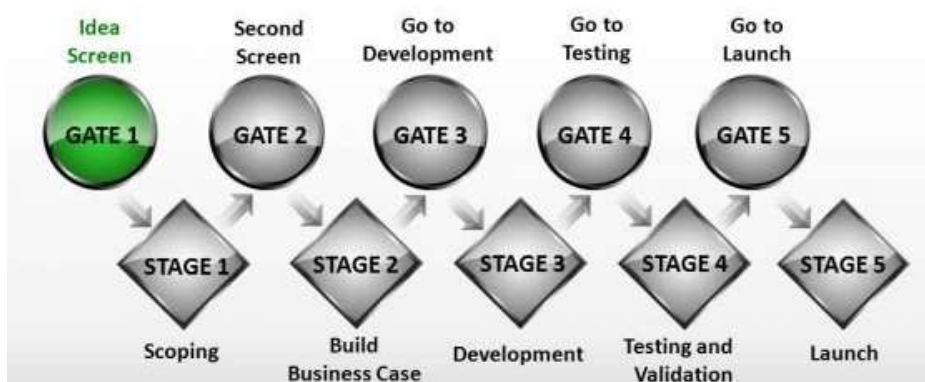 Idea
Screen
Second
Screen
Go to
Development
Go to
Testing
Go to
Launch
GATE 1
GATE 2
GATE 3
GATE 4
GATE 5
STAGE 1
STAGE 2
STAGE 3
STAGE 4
STAGE 5
Scoping
Build
Business Case
Development
Testing and
Validation
Launch